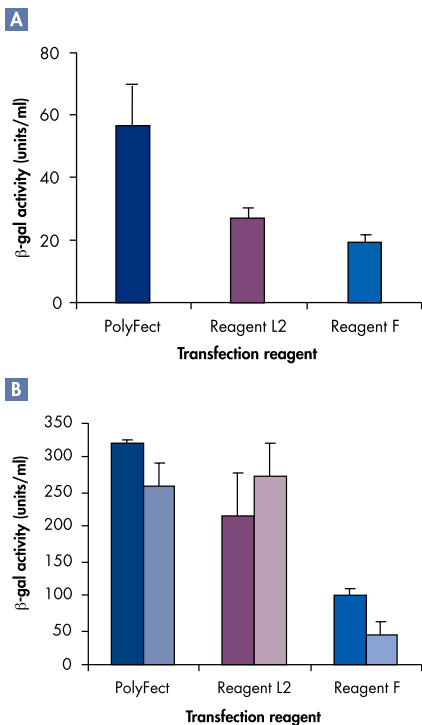 A
80
60
40
20
0
β-gal activity (units/ml)
PolyFect Reagent L2 Reagent F
Transfection reagent
B
350
300
250
200
150
100
50
0
β-gal activity (units/ml)
PolyFect Reagent L2 Reagent F
Transfection reagent